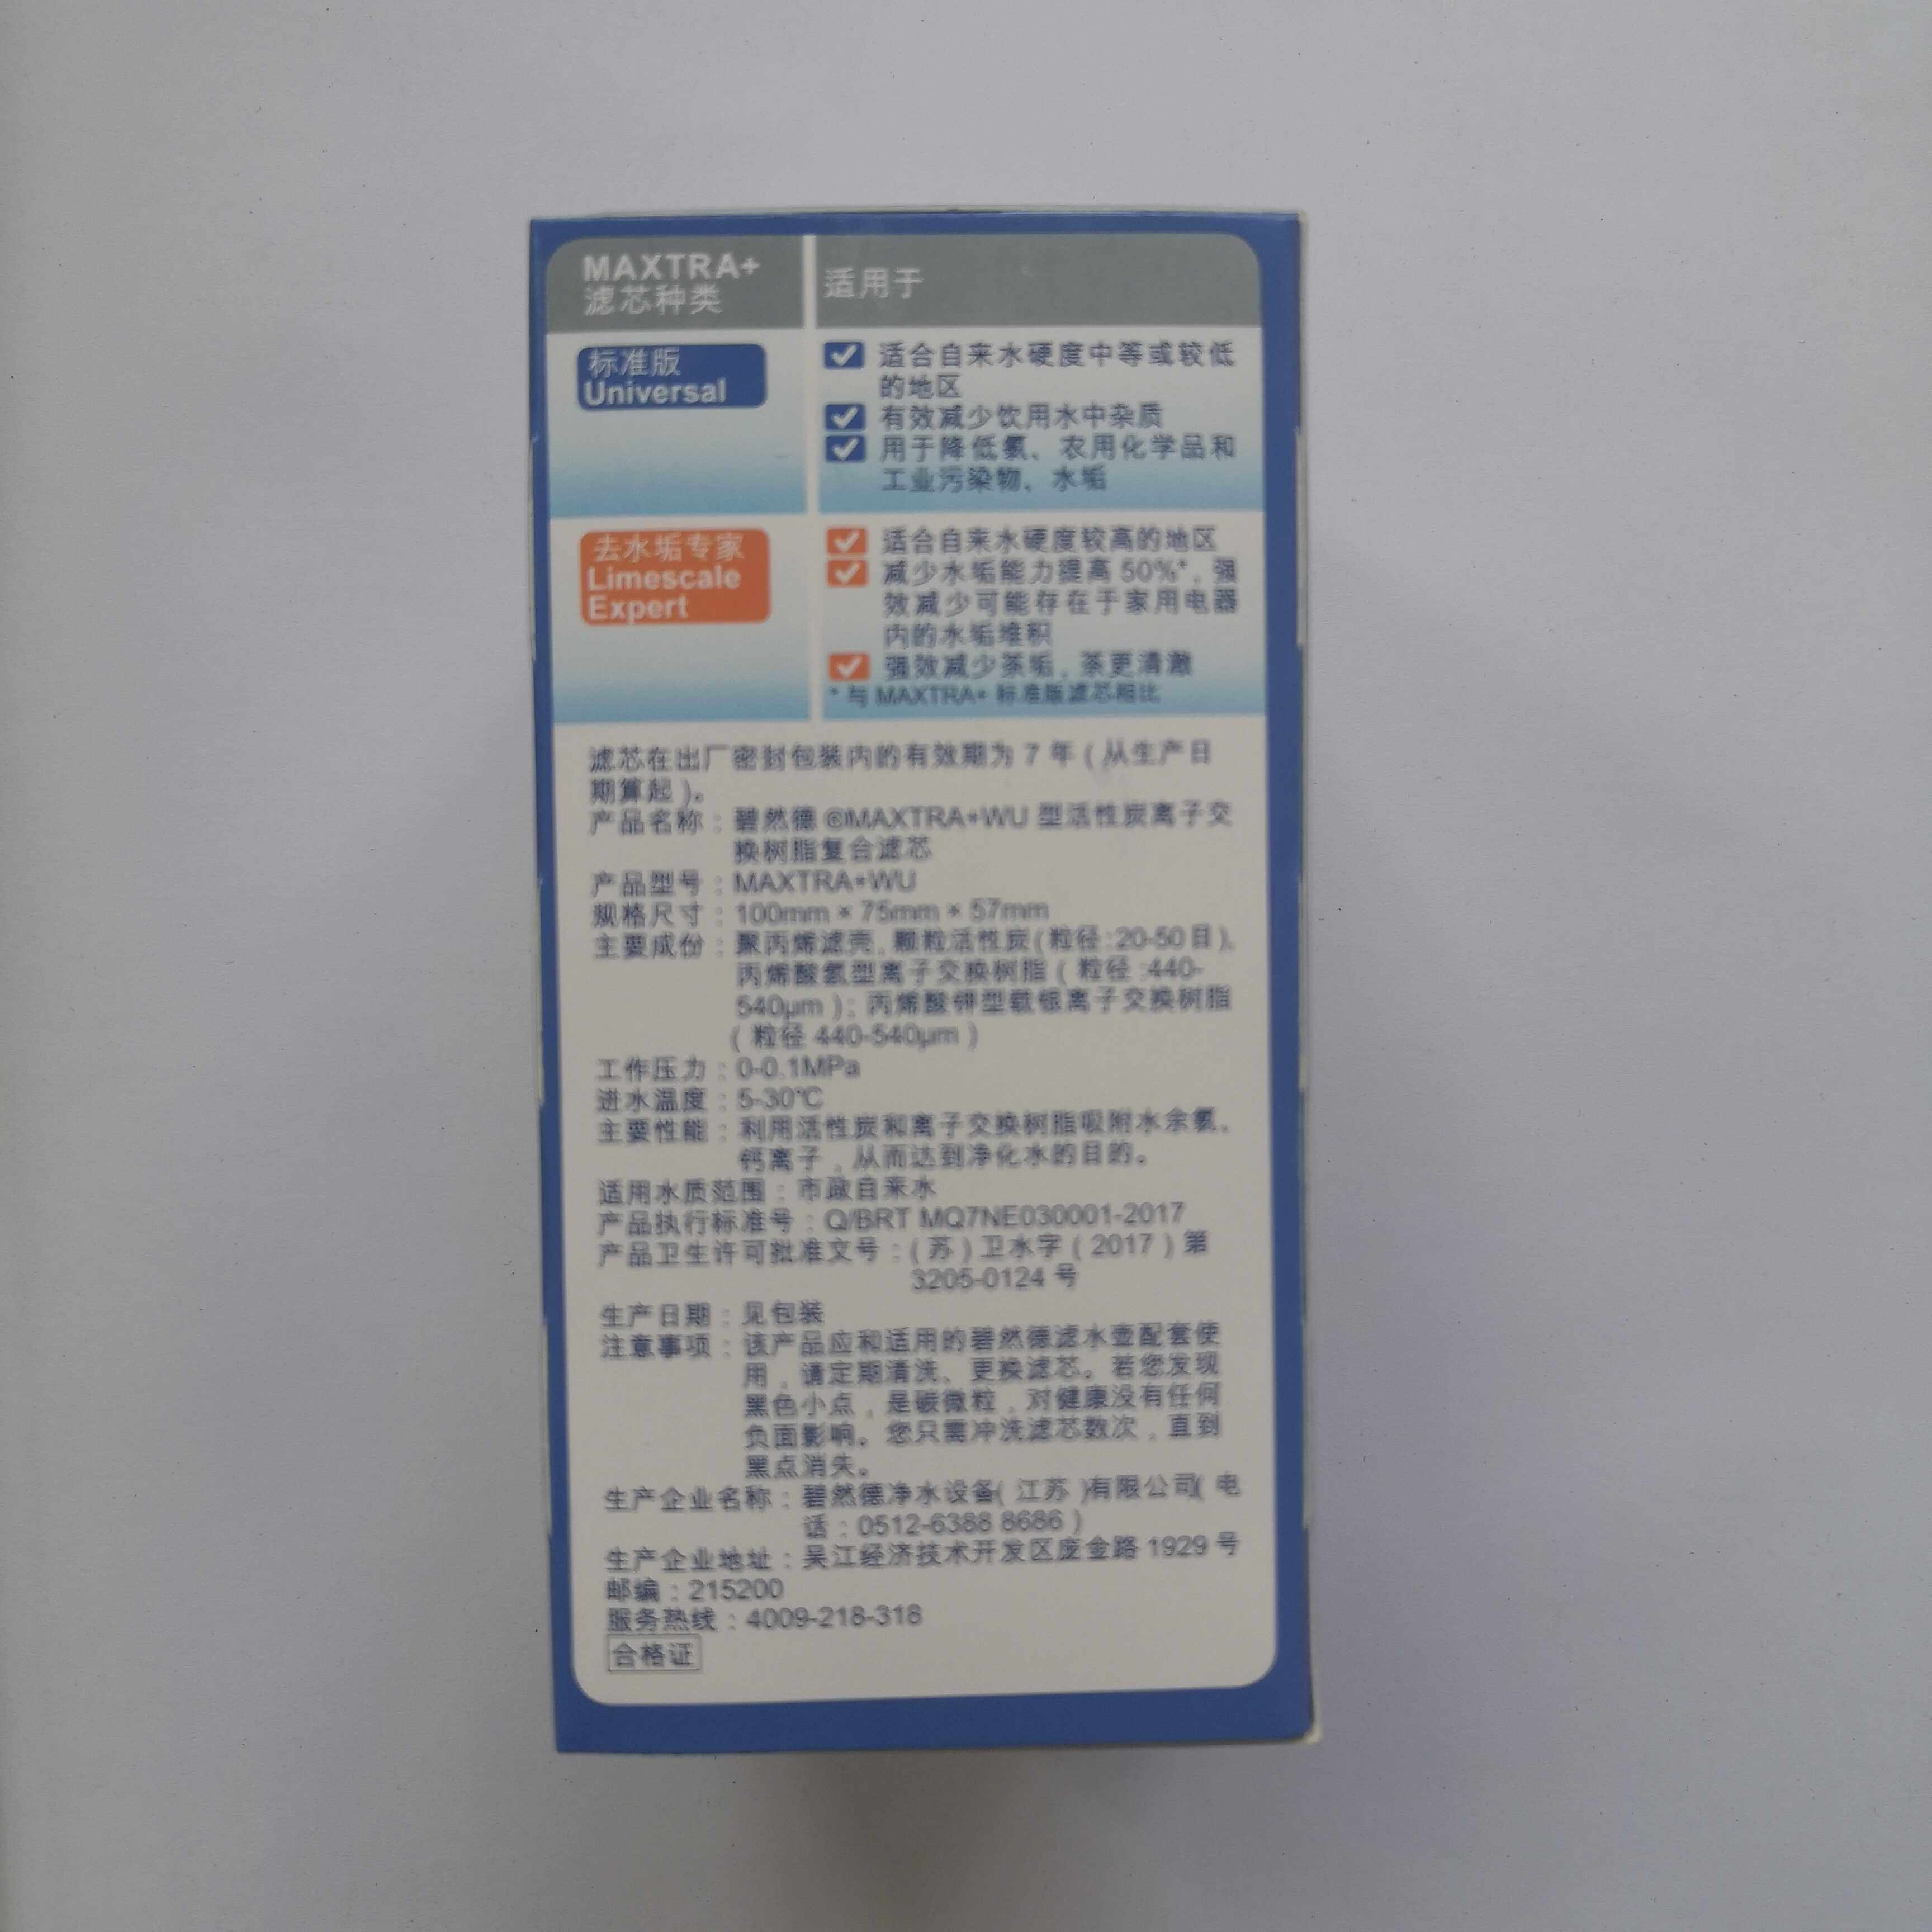 MAXTRA+
滤芯种类
适用于
标准版
Universal
适合自来水硬度中等或较低
的地区
有效减少饮用水中杂质
用于降低氯、农用化学品和
工业污染物、水垢
去水垢专家
Limescale
Expert
适合自来水硬度较高的地区
减少水垢能力提高 50%*，强
效减少可能存在于家用电器
内的水垢堆积
强效减少茶垢，茶更清澈
* 与 MAXTRA+ 标准版滤芯相比
滤芯在出厂密封包装内的有效期为 7 年 ( 从生产日
期算起 )。
产品名称：碧然德 ®MAXTRA+WU 型活性炭离子交
换树脂复合滤芯
产品型号：MAXTRA+WU
规格尺寸：100mm × 75mm × 57mm
主要成份：聚丙烯滤壳，颗粒活性炭 ( 粒径 :20-50 目 )，
丙烯酸氢型离子交换树脂 ( 粒径 :440-
540μm )；丙烯酸钾型载银离子交换树脂
( 粒径 440-540μm )
工作压力：0-0.1MPa
进水温度：5-30℃
主要性能：利用活性炭和离子交换树脂吸附水余氯、
钙离子，从而达到净化水的目的。
适用水质范围：市政自来水
产品执行标准号：Q/BRT MQ7NE030001-2017
产品卫生许可批准文号：( 苏 ) 卫水字 ( 2017 ) 第
3205-0124 号
生产日期：见包装
注意事项：该产品应和适用的碧然德滤水壶配套使
用，请定期清洗、更换滤芯。若您发现
黑色小点，是碳微粒，对健康没有任何
负面影响。您只需冲洗滤芯数次，直到
黑点消失。
生产企业名称：碧然德净水设备( 江苏 )有限公司( 电
话：0512-6388 8686 )
生产企业地址：吴江经济技术开发区庞金路 1929 号
邮编：215200
服务热线：4009-218-318
合格证